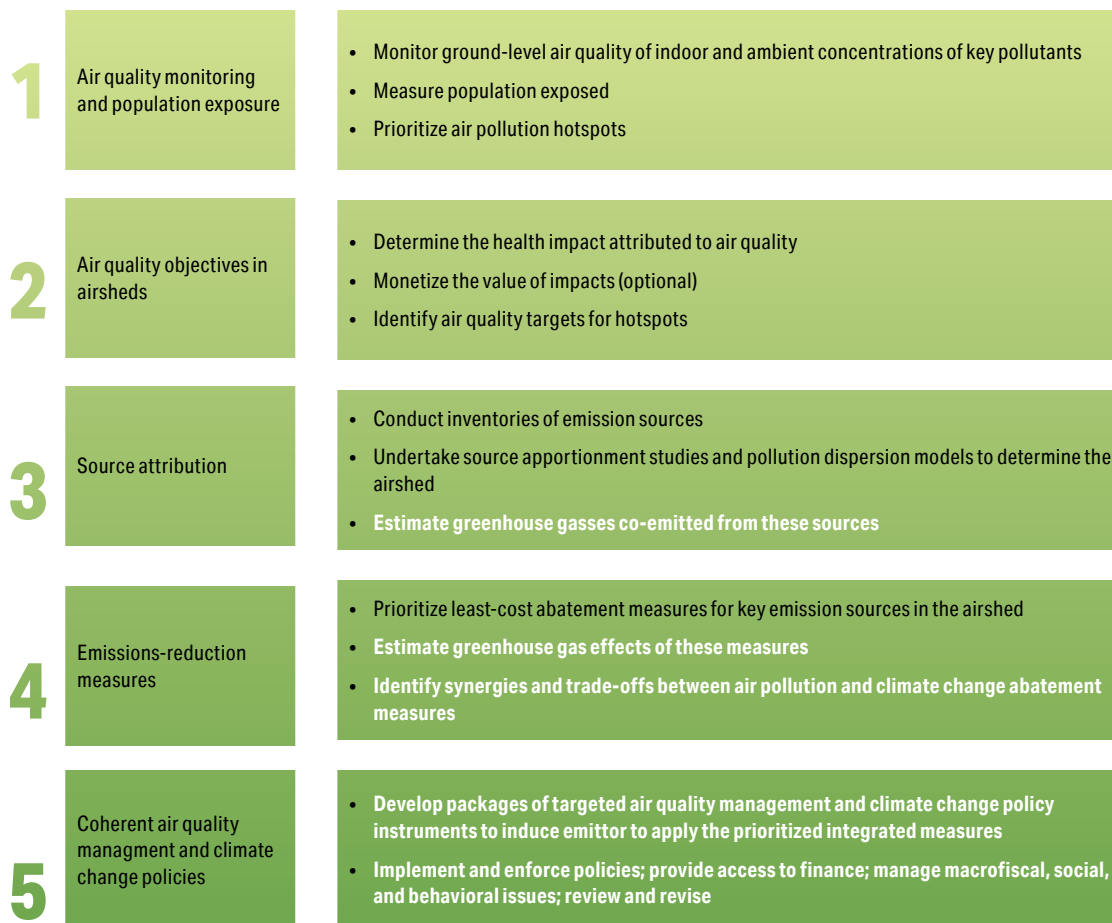 1
Air quality monitoring
and population exposure
• Monitor ground-level air quality of indoor and ambient concentrations of key pollutants
• Measure population exposed
• Prioritize air pollution hotspots
2
Air quality objectives in
airsheds
• Determine the health impact attributed to air quality
• Monetize the value of impacts (optional)
• Identify air quality targets for hotspots
3
Source attribution
• Conduct inventories of emission sources
• Undertake source apportionment studies and pollution dispersion models to determine the
airshed
• Estimate greenhouse gasses co-emitted from these sources
4
Emissions-reduction
measures
• Prioritize least-cost abatement measures for key emission sources in the airshed
• Estimate greenhouse gas effects of these measures
• Identify synergies and trade-offs between air pollution and climate change abatement
measures
5
Coherent air quality
managment and climate
change policies
• Develop packages of targeted air quality management and climate change policy
instruments to induce emittor to apply the prioritized integrated measures
• Implement and enforce policies; provide access to finance; manage macrofiscal, social,
and behavioral issues; review and revise